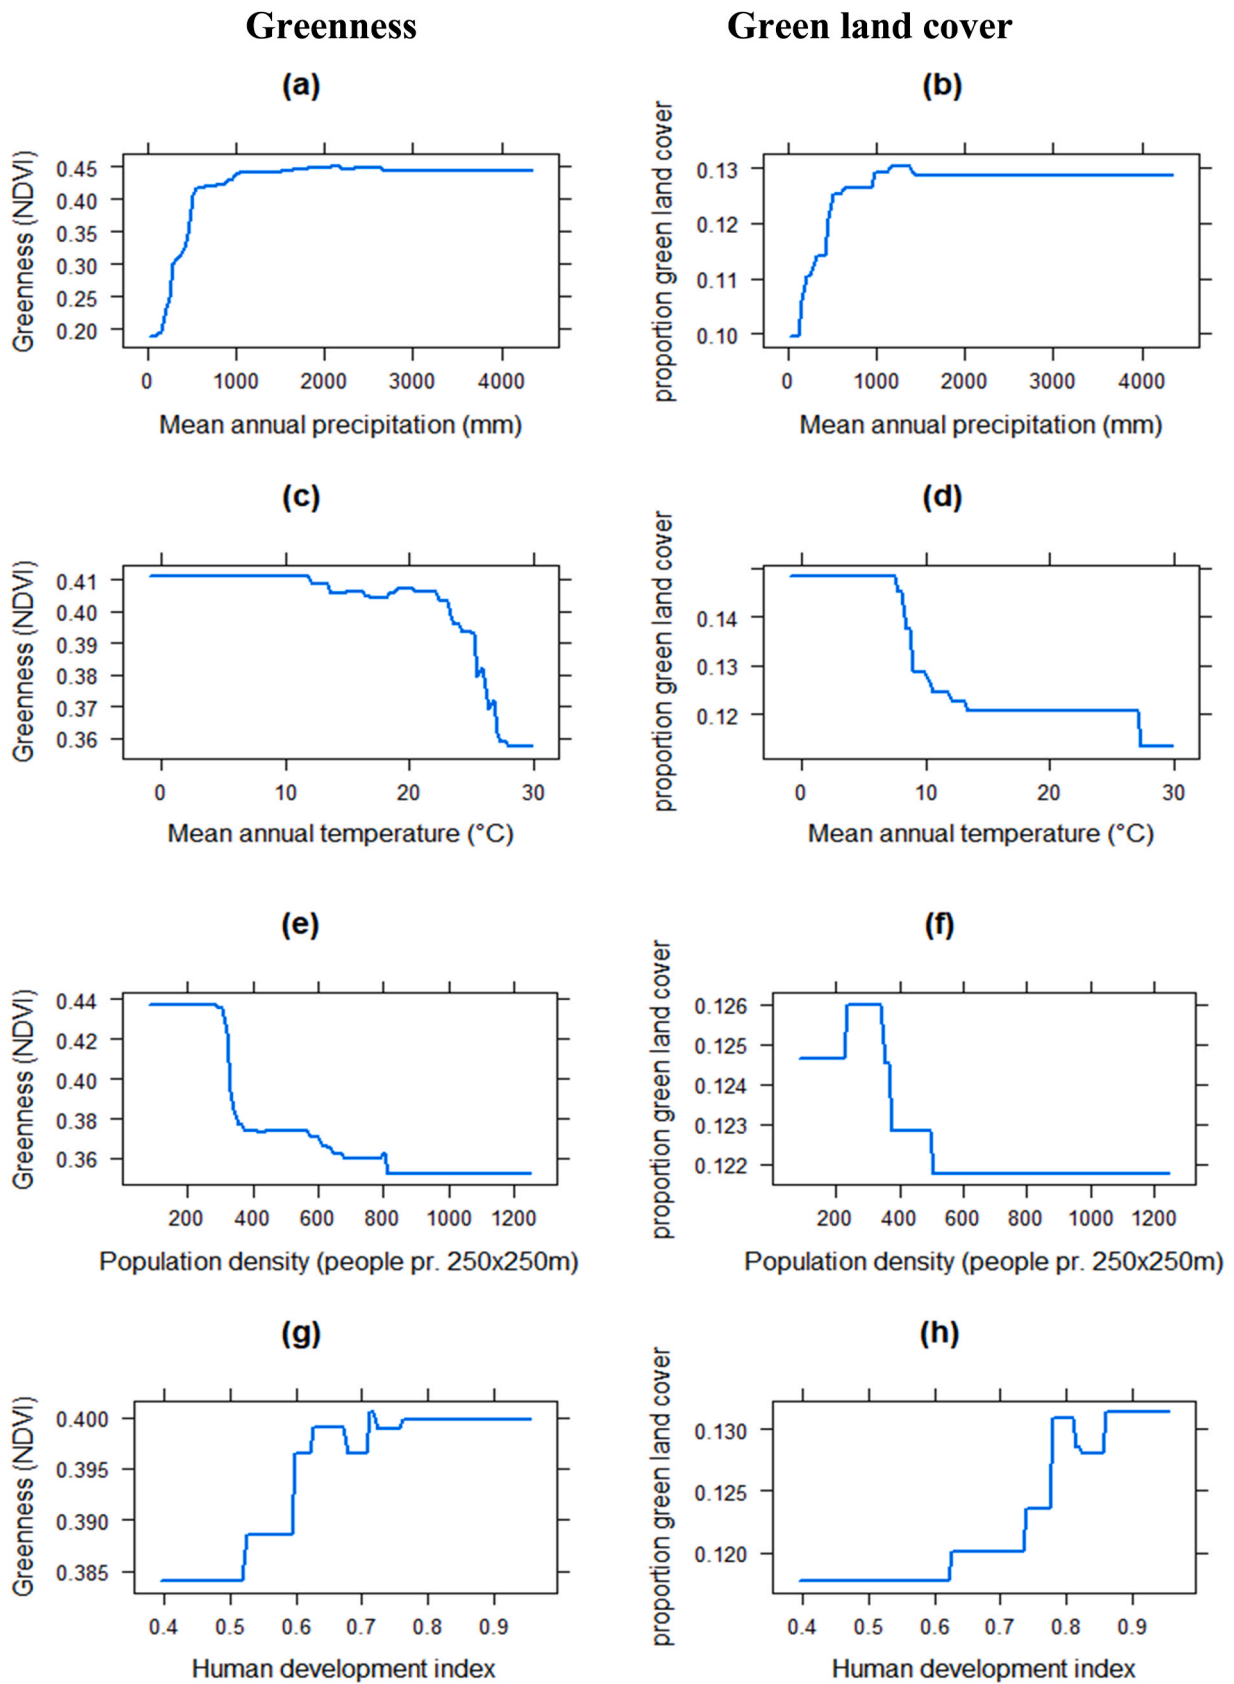 Greenness
Green land cover
(a)
Greenness (NDVI)
0.45
0.40
0.35
0.30
0.25
0.20
0 1000 2000 3000 4000
Mean annual precipitation (mm)
(b)
proportion green land cover
0.13
0.12
0.11
0.10
0 1000 2000 3000 4000
Mean annual precipitation (mm)
(c)
Greenness (NDVI)
0.41
0.40
0.39
0.38
0.37
0.36
0 10 20 30
Mean annual temperature (°C)
(d)
proportion green land cover
0.14
0.13
0.12
0 10 20 30
Mean annual temperature (°C)
(e)
Greenness (NDVI)
0.44
0.42
0.40
0.38
0.36
200 400 600 800 1000 1200
Population density (people pr. 250x250m)
(f)
proportion green land cover
0.126
0.125
0.124
0.123
0.122
200 400 600 800 1000 1200
Population density (people pr. 250x250m)
(g)
Greenness (NDVI)
0.400
0.395
0.390
0.385
0.4 0.5 0.6 0.7 0.8 0.9
Human development index
(h)
proportion green land cover
0.130
0.125
0.120
0.4 0.5 0.6 0.7 0.8 0.9
Human development index